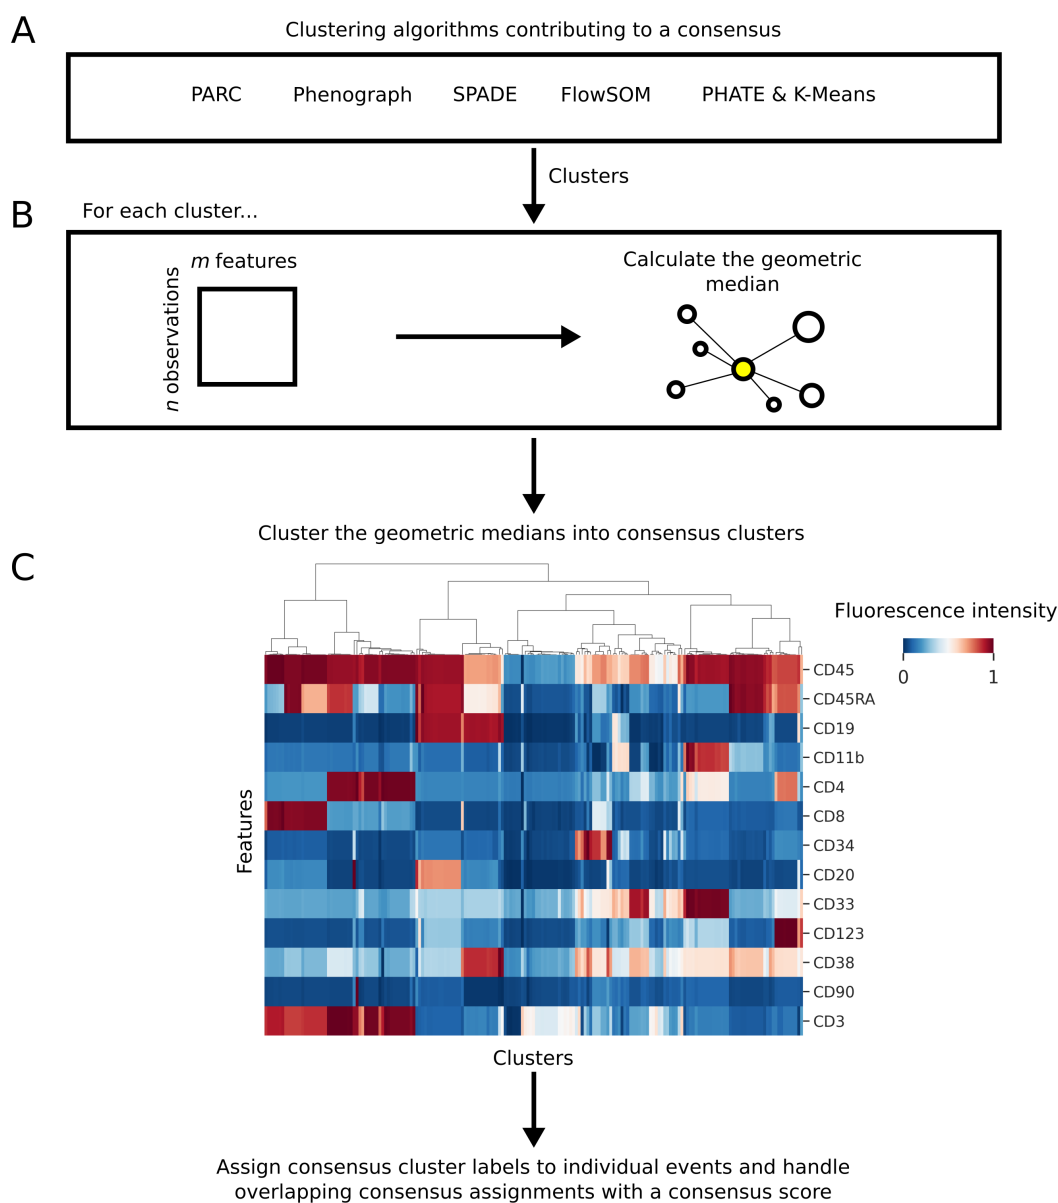 A
Clustering algorithms contributing to a consensus
PARC Phenograph SPADE FlowSOM PHATE & K-Means
Clusters
B
For each cluster...
m features
n observations
Calculate the geometric
median
Cluster the geometric medians into consensus clusters
C
Fluorescence intensity
0 1
Features
CD45
CD45RA
CD19
CD11b
CD4
CD8
CD34
CD20
CD33
CD123
CD38
CD90
CD3
Clusters
Assign consensus cluster labels to individual events and handle
overlapping consensus assignments with a consensus score